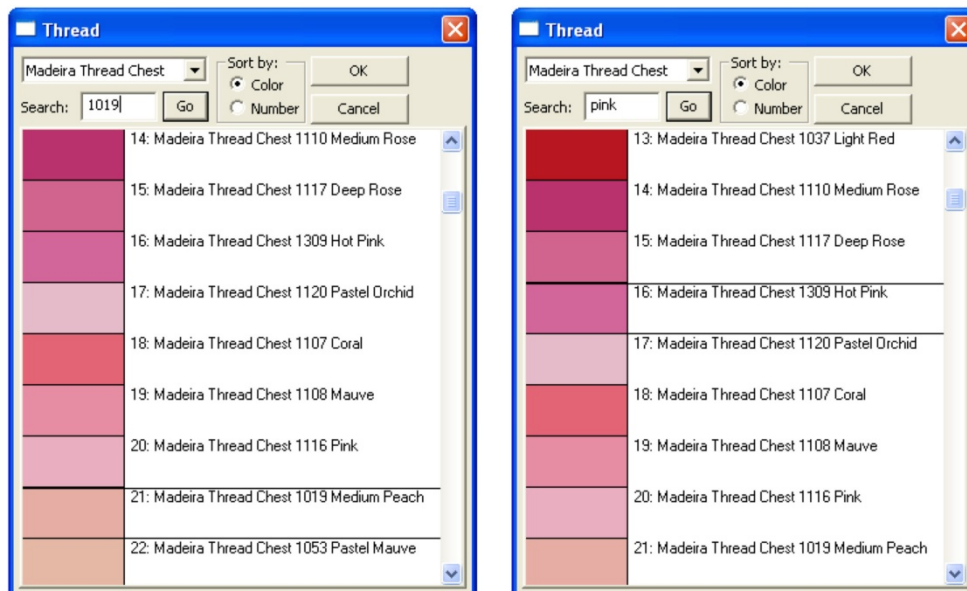 Thread
Madeira Thread Chest
Sort by:
Color
Number
OK
Search:
1019
Go
Cancel
14: Madeira Thread Chest 1110 Medium Rose
15: Madeira Thread Chest 1117 Deep Rose
16: Madeira Thread Chest 1309 Hot Pink
17: Madeira Thread Chest 1120 Pastel Orchid
18: Madeira Thread Chest 1107 Coral
19: Madeira Thread Chest 1108 Mauve
20: Madeira Thread Chest 1116 Pink
21: Madeira Thread Chest 1019 Medium Peach
22: Madeira Thread Chest 1053 Pastel Mauve
Thread
Madeira Thread Chest
Sort by:
Color
Number
OK
Search:
pink
Go
Cancel
13: Madeira Thread Chest 1037 Light Red
14: Madeira Thread Chest 1110 Medium Rose
15: Madeira Thread Chest 1117 Deep Rose
16: Madeira Thread Chest 1309 Hot Pink
17: Madeira Thread Chest 1120 Pastel Orchid
18: Madeira Thread Chest 1107 Coral
19: Madeira Thread Chest 1108 Mauve
20: Madeira Thread Chest 1116 Pink
21: Madeira Thread Chest 1019 Medium Peach